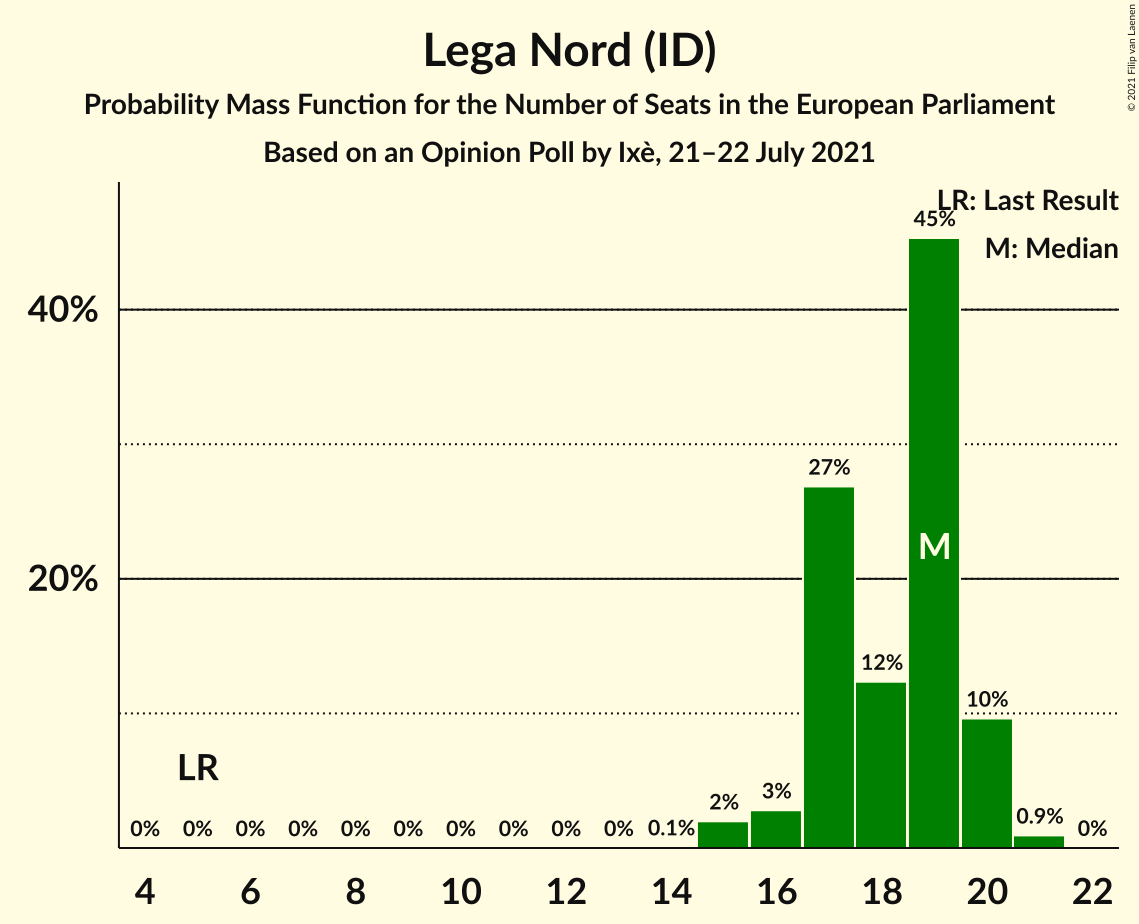 Lega Nord (ID)
Probability Mass Function for the Number of Seats in the European Parliament
Based on an Opinion Poll by Ixè, 21–22 July 2021
© 2021 Filip van Laenen
LR: Last Result
M: Median
45%
40%
27%
M
20%
12%
10%
LR
0% 0% 0% 0% 0% 0% 0% 0% 0% 0% 0.1% 2% 3% 0.9% 0%
4 6 8 10 12 14 16 18 20 22